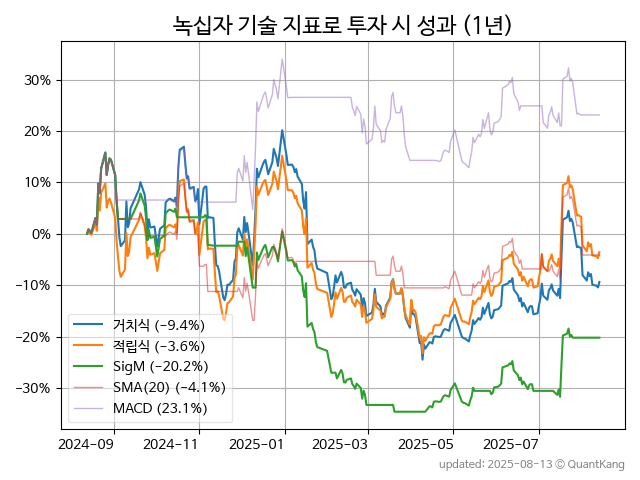 녹십자 기술 지표로 투자 시 성과 (1년)
30%
20%
10%
0%
−10%
−20%
−30%
거치식 (−9.4%)
적립식 (−3.6%)
SigM (−20.2%)
SMA(20) (−4.1%)
MACD (23.1%)
2024-09 2024-11 2025-01 2025-03 2025-05 2025-07
updated: 2025-08-13 © QuantKang